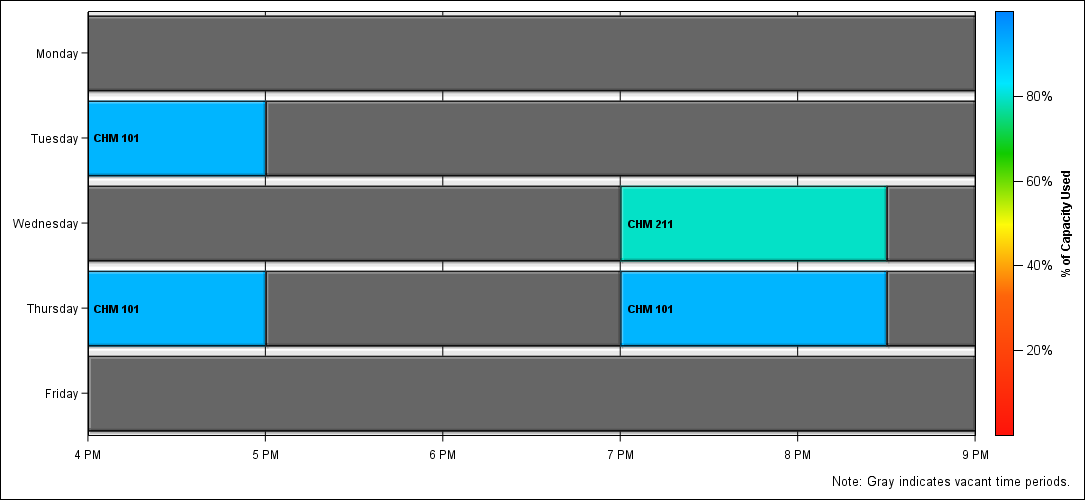 Monday
Tuesday
CHM 101
Wednesday
CHM 211
Thursday
CHM 101
CHM 101
Friday
4 PM
5 PM
6 PM
7 PM
8 PM
9 PM
80%
60%
40%
20%
% of Capacity Used
Note: Gray indicates vacant time periods.